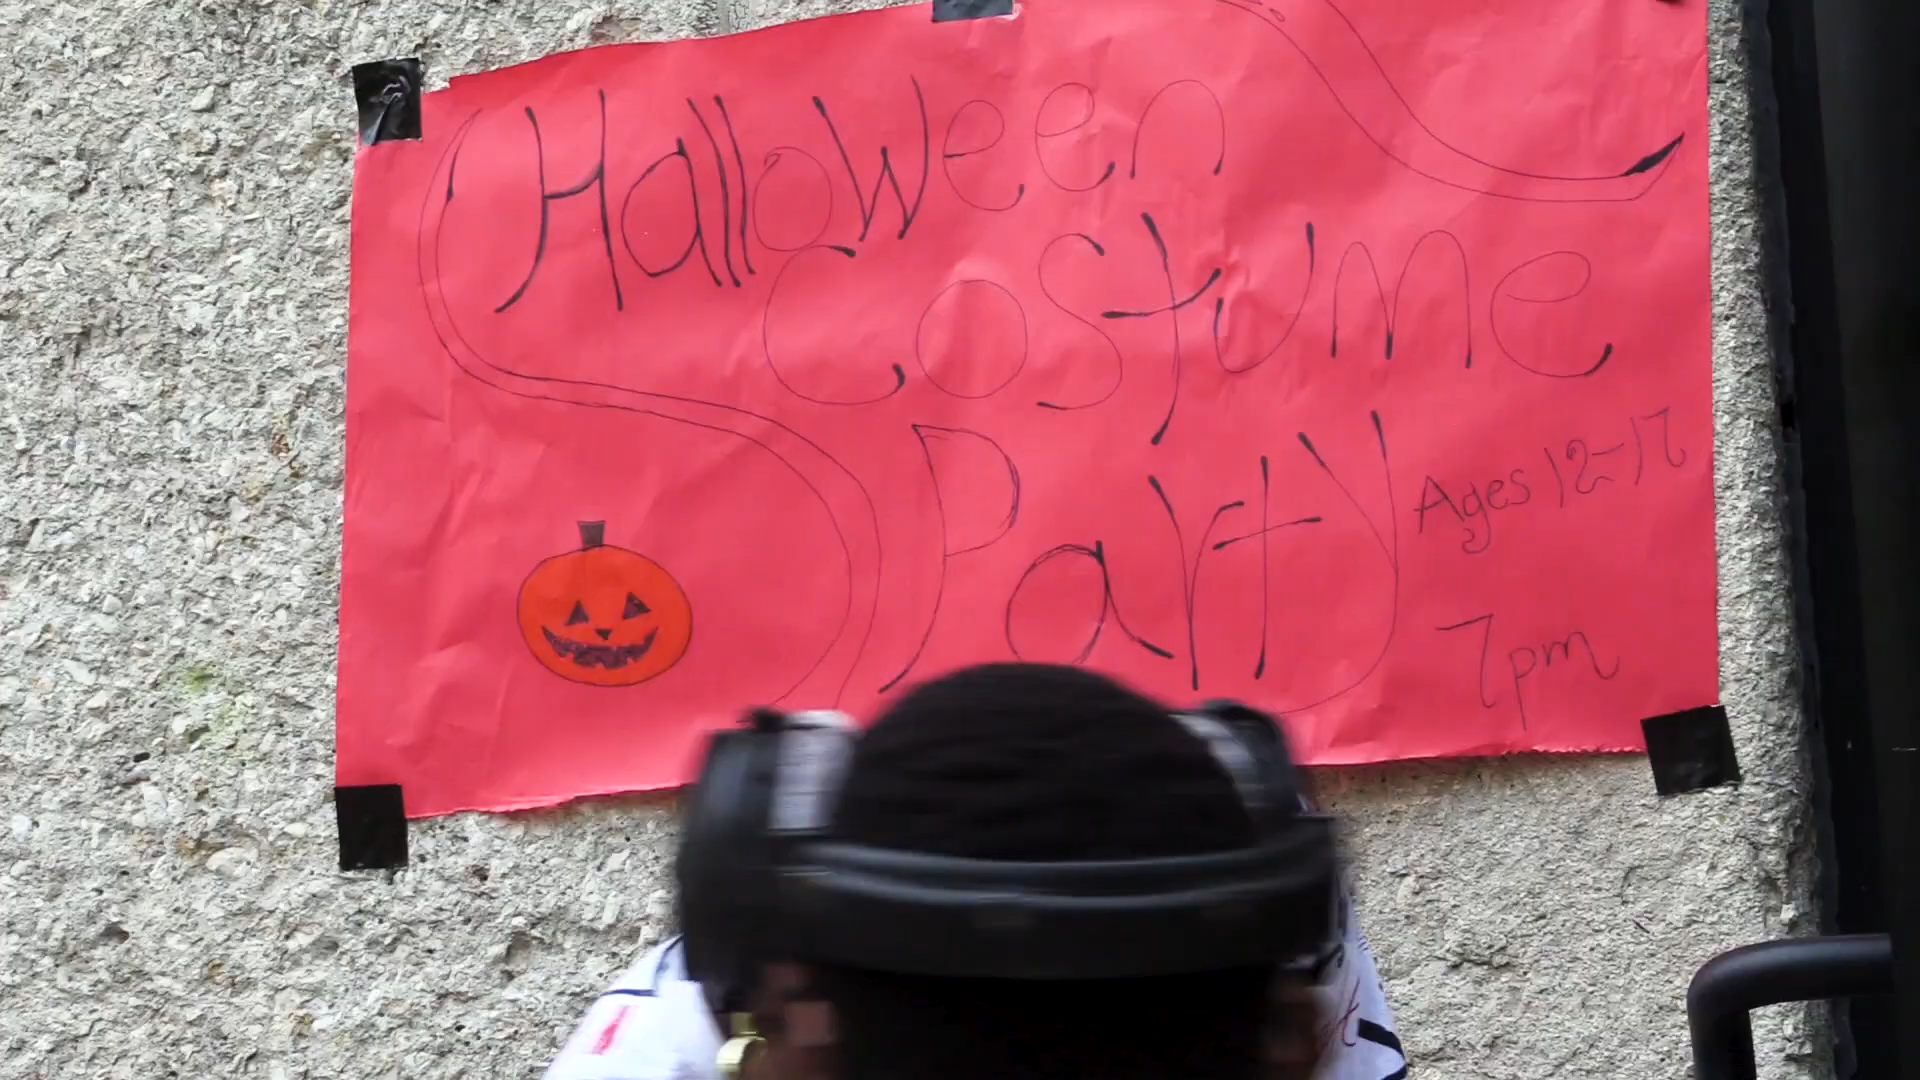 Halloween
Costume
Party
Ages 12-17
7pm